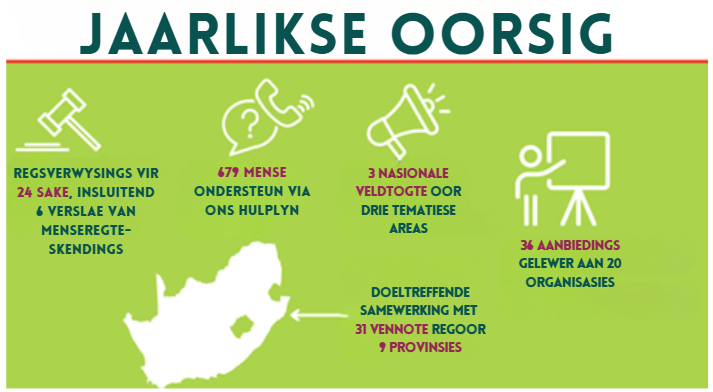 JAARLIKSE OORSIG
REGSVERWYSINGS VIR
24 SAKE, INSLUITEND
6 VERSLAE VAN
MENSEREGTE-
SKENDINGS
679 MENSE
ONDERSTEUN VIA
ONS HULPLYN
3 NASIONALE
VELDTOGTE OOR
DRIE TEMATIESE
AREAS
36 AANBIEDINGS
GELEWER AAN 20
ORGANISASIES
DOELTREFFENDE
SAMEWERKING MET
31 VENNOTE REGOOR
9 PROVINSIES